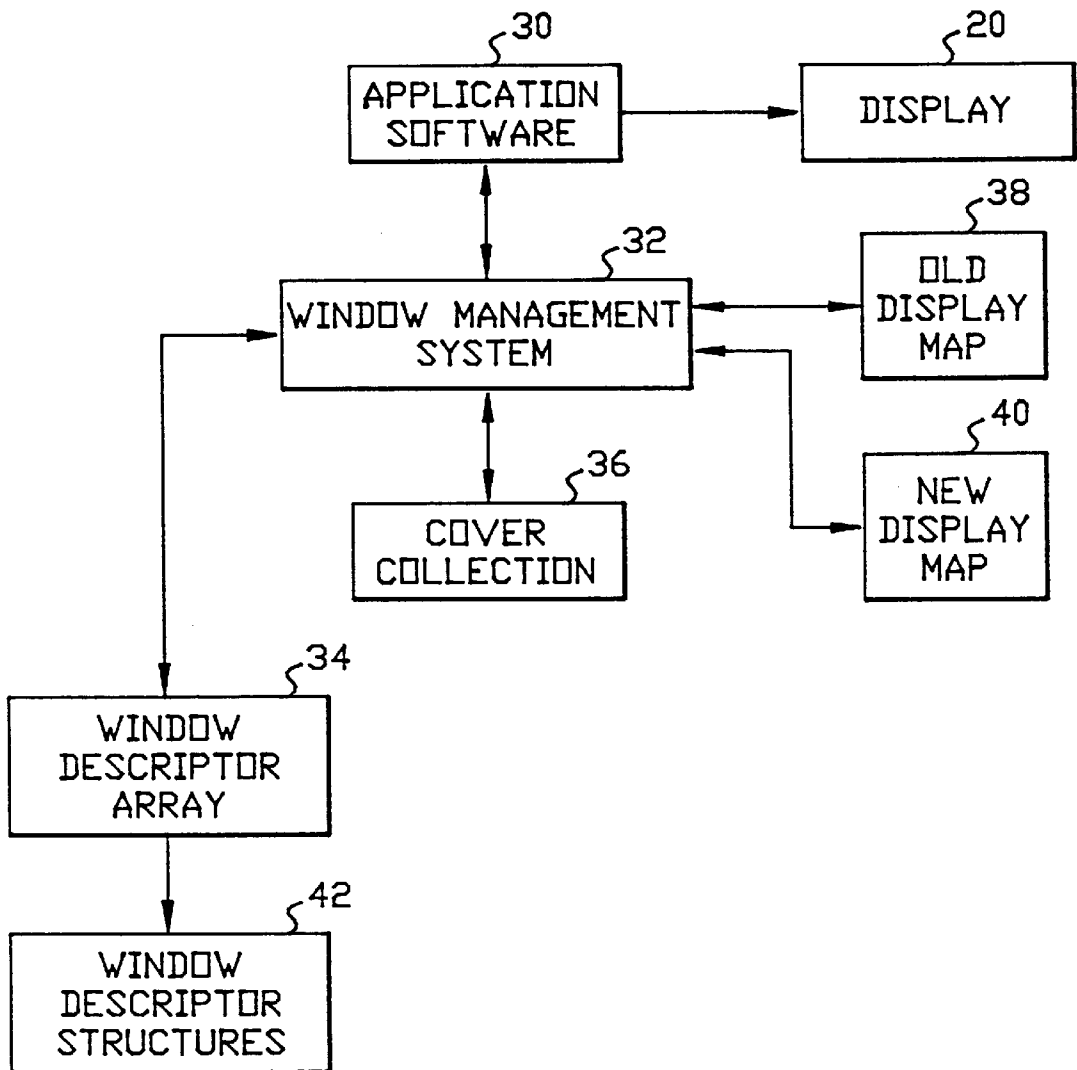 30
APPLICATION
SOFTWARE
20
DISPLAY
32
WINDOW MANAGEMENT
SYSTEM
38
OLD
DISPLAY
MAP
40
NEW
DISPLAY
MAP
36
COVER
COLLECTION
34
WINDOW
DESCRIPTOR
ARRAY
42
WINDOW
DESCRIPTOR
STRUCTURES